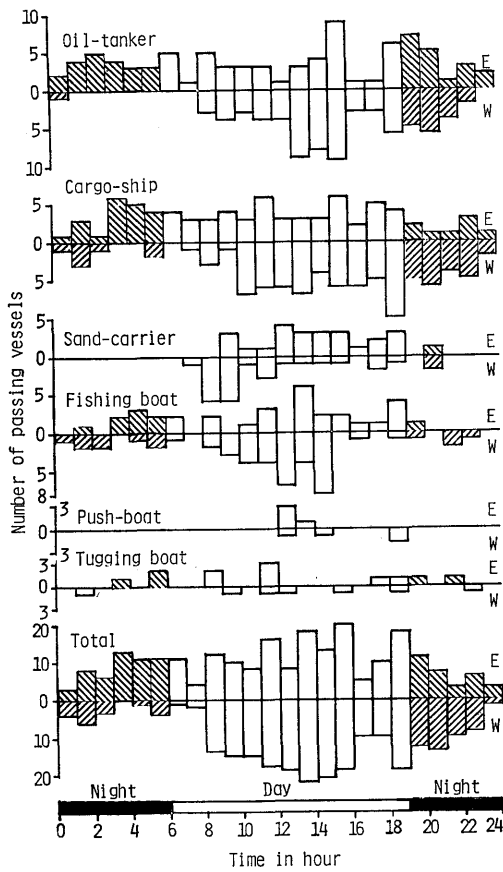 Number of passing vessels
10
Oil-tanker
5
E
0
W
5
10
Cargo-ship
5
E
0
W
5
5
Sand-carrier
E
0
W
5
5
Fishing boat
E
0
W
5
8
3
Push-boat
E
0
W
3
3
Tugging boat
E
0
W
3
20
Total
10
E
0
W
10
20
Night Day Night
0 2 4 6 8 10 12 14 16 18 20 22 24
Time in hour